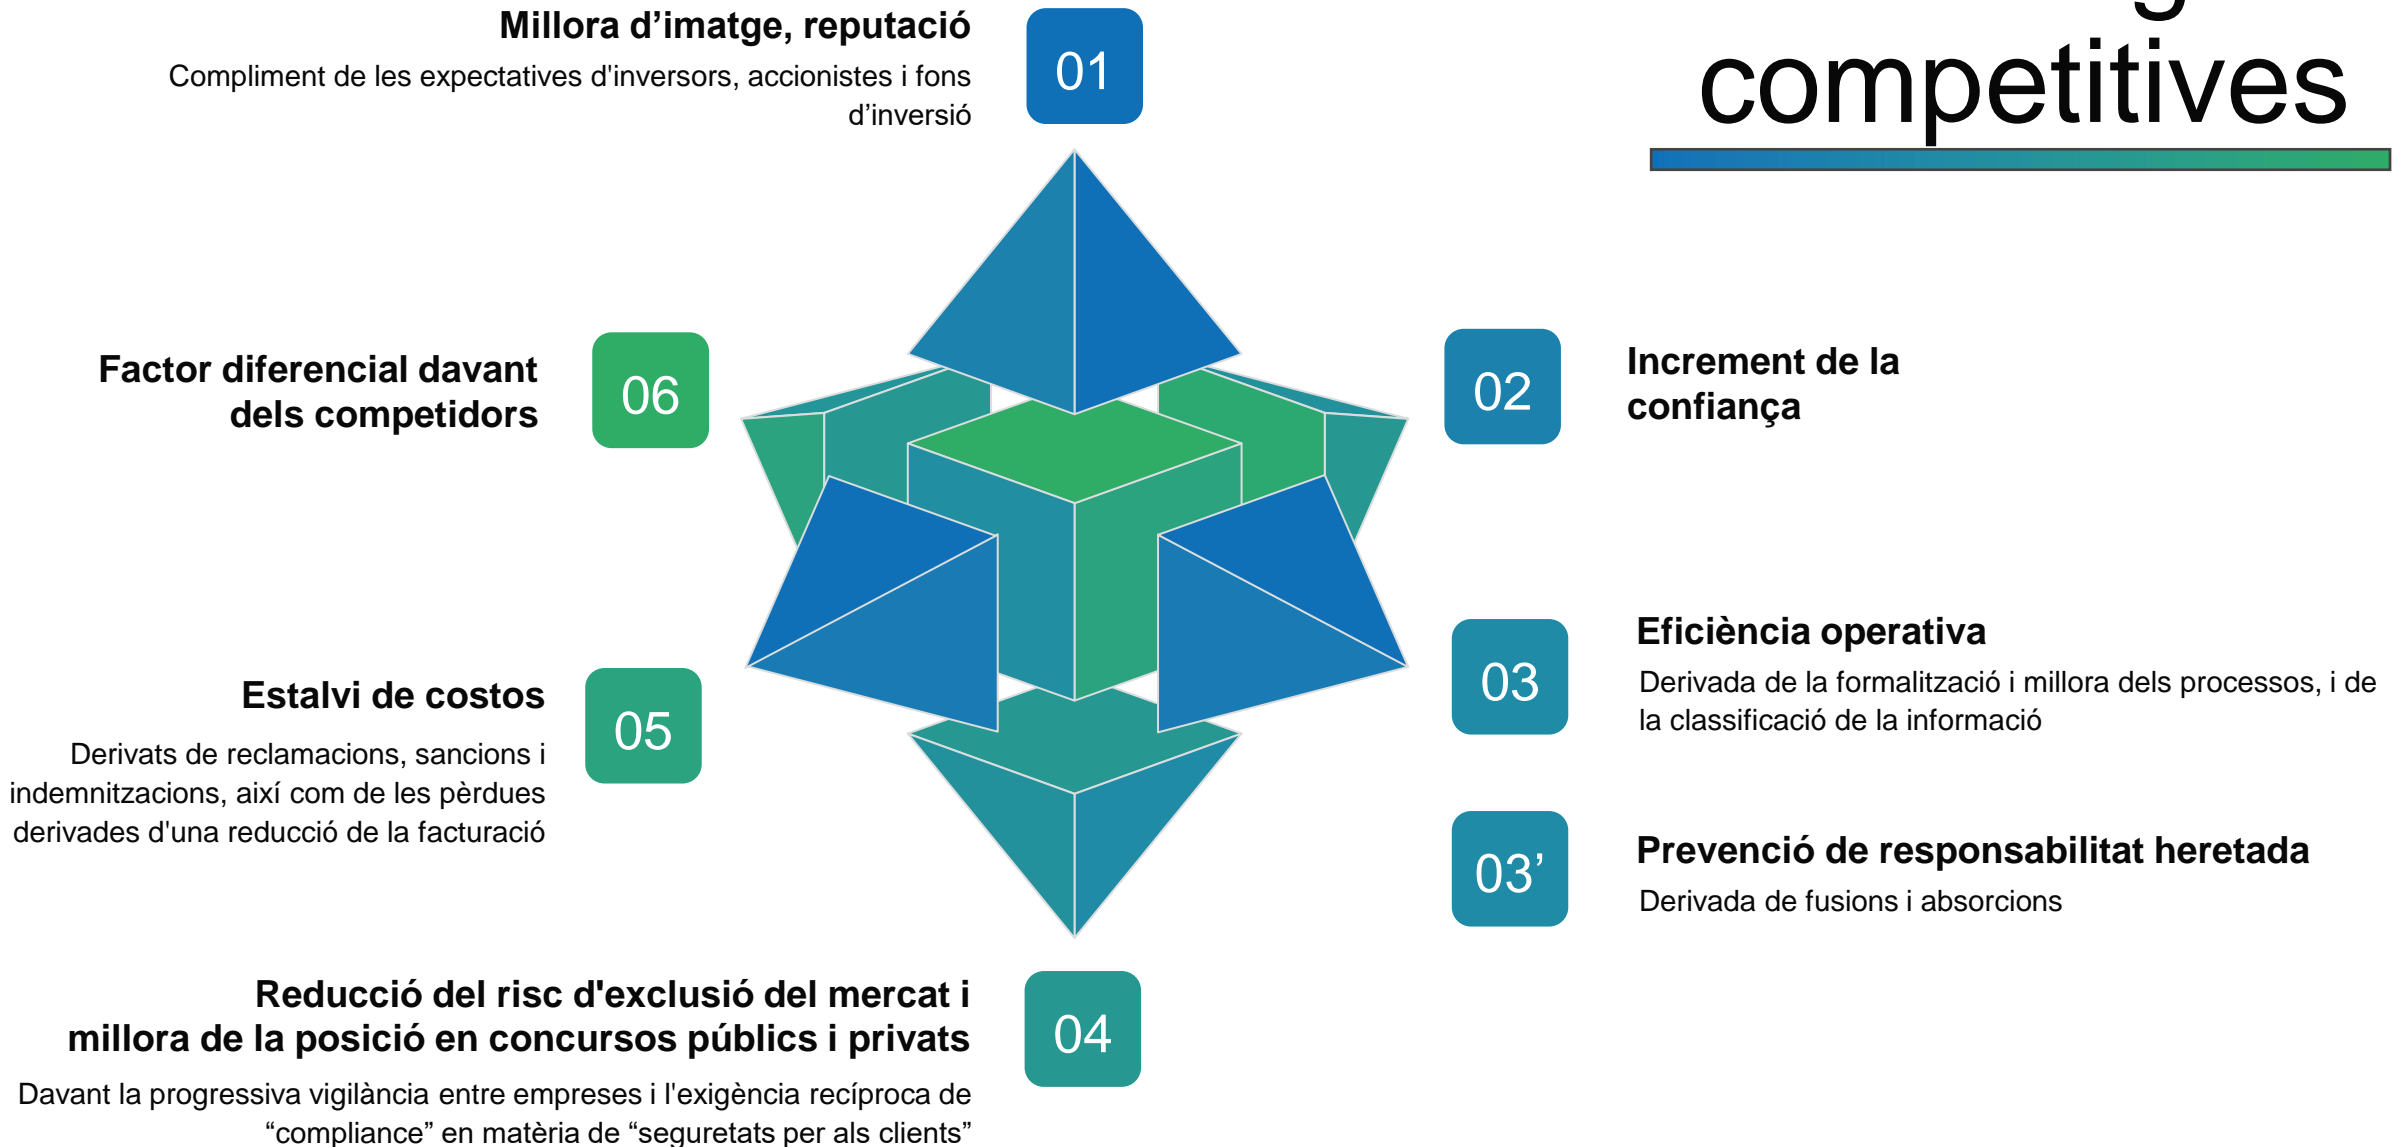 competitives
01
Millora d’imatge, reputació
Compliment de les expectatives d'inversors, accionistes i fons
d’inversió
02
Increment de la
confiança
03
Eficiència operativa
Derivada de la formalització i millora dels processos, i de
la classificació de la informació
03’
Prevenció de responsabilitat heretada
Derivada de fusions i absorcions
04
Reducció del risc d'exclusió del mercat i
millora de la posició en concursos públics i privats
Davant la progressiva vigilància entre empreses i l'exigència recíproca de
“compliance” en matèria de “seguretats per als clients”
05
Estalvi de costos
Derivats de reclamacions, sancions i
indemnitzacions, així com de les pèrdues
derivades d'una reducció de la facturació
06
Factor diferencial davant
dels competidors